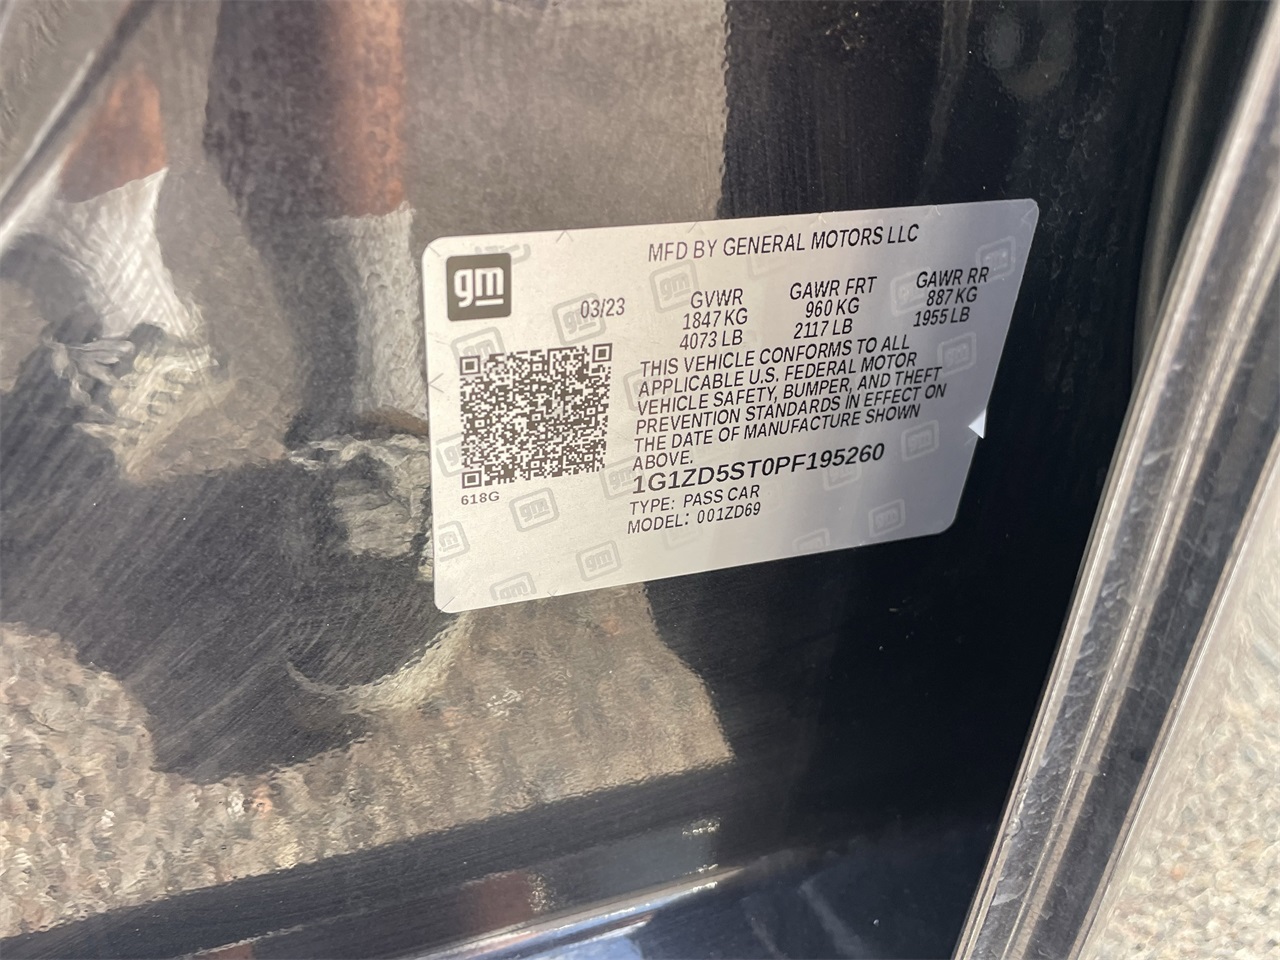 MFD BY GENERAL MOTORS LLC
gm
03/23
GVWR GAWR FRT GAWR RR
1847 KG 960 KG 887 KG
4073 LB 2117 LB 1955 LB
THIS VEHICLE CONFORMS TO ALL
APPLICABLE U.S. FEDERAL MOTOR
VEHICLE SAFETY, BUMPER, AND THEFT
PREVENTION STANDARDS IN EFFECT ON
THE DATE OF MANUFACTURE SHOWN
ABOVE.
1G1ZD5ST0PF195260
618G
TYPE: PASS CAR
MODEL: 001ZD69